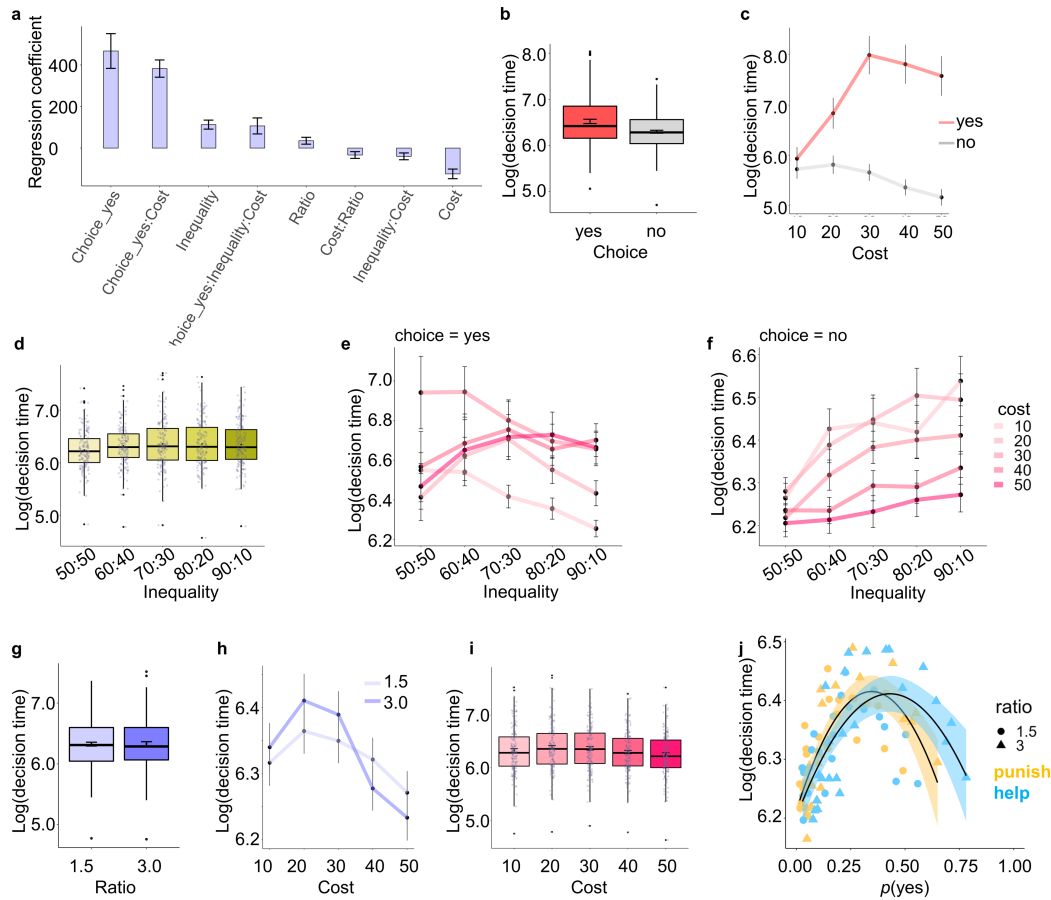 a
Regression coefficient
400
200
0
Choice_yes
Choice_yes:Cost
Inequality
hoice_yes:Inequality:Cost
Ratio
Cost:Ratio
Inequality:Cost
Cost
b
Log(decision time)
8.0
7.0
6.0
5.0
yes no
Choice
c
Log(decision time)
8.0
7.0
6.0
5.0
yes
no
10 20 30 40 50
Cost
d
Log(decision time)
7.0
6.0
5.0
50:50 60:40 70:30 80:20 90:10
Inequality
e
choice = yes
Log(decision time)
7.0
6.8
6.6
6.4
6.2
50:50 60:40 70:30 80:20 90:10
Inequality
f
choice = no
Log(decision time)
6.6
6.5
6.4
6.3
6.2
50:50 60:40 70:30 80:20 90:10
Inequality
cost
10
20
30
40
50
g
Log(decision time)
7.0
6.0
5.0
1.5 3.0
Ratio
h
Log(decision time)
6.4
6.3
6.2
1.5
3.0
10 20 30 40 50
Cost
i
Log(decision time)
7.0
6.0
5.0
10 20 30 40 50
Cost
j
Log(decision time)
6.5
6.4
6.3
6.2
0.00 0.25 0.50 0.75 1.00
p(yes)
ratio
1.5
3
punish
help